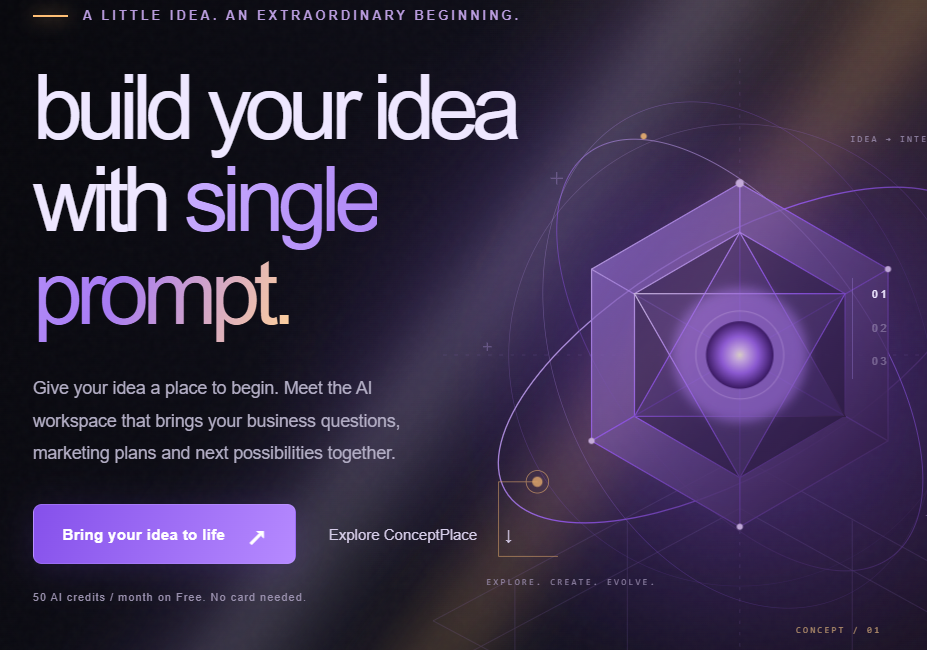 A LITTLE IDEA. AN EXTRAORDINARY BEGINNING.
build your idea
with single
prompt.
Give your idea a place to begin. Meet the AI
workspace that brings your business questions,
marketing plans and next possibilities together.
Bring your idea to life ↗
Explore ConceptPlace ↓
50 AI credits / month on Free. No card needed.
IDEA → INTE
01
02
03
EXPLORE. CREATE. EVOLVE.
CONCEPT / 01